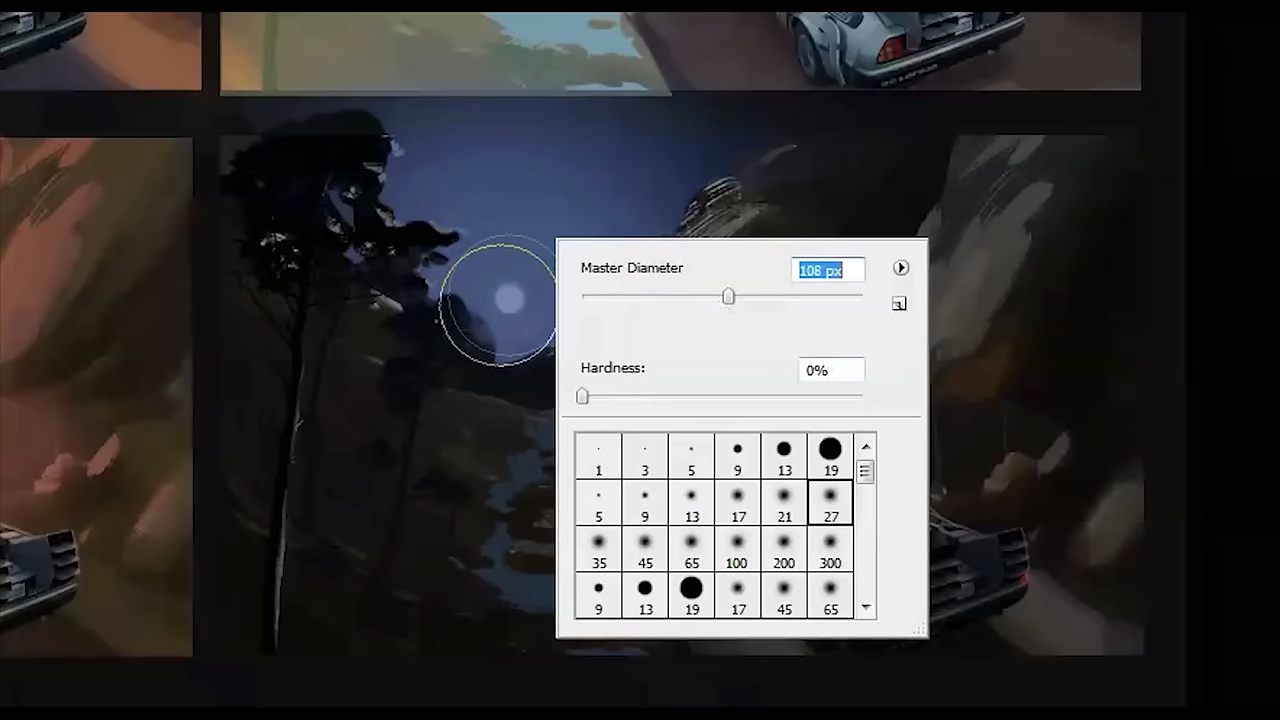 Master Diameter 108 px
Hardness: 0%
1 3 5 9 13 19
5 9 13 17 21 27
35 45 65 100 200 300
9 13 19 17 45 65